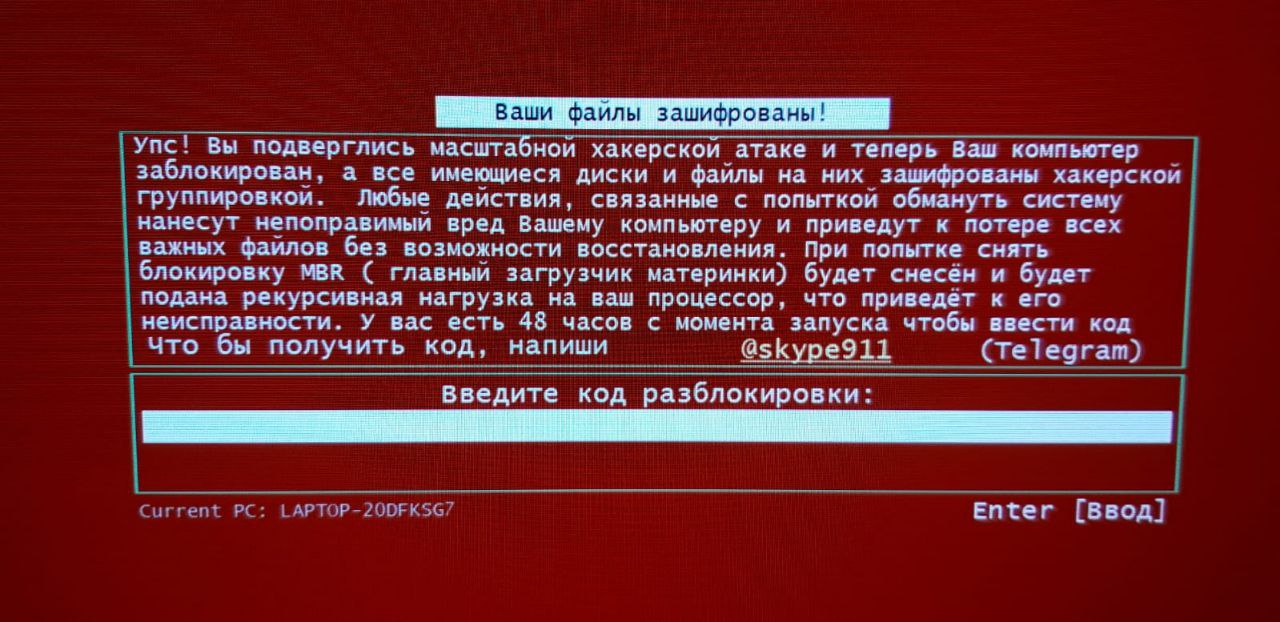 Ваши файлы зашифрованы!
Упс! Вы подверглись масштабной хакерской атаке и теперь Ваш компьютер
заблокирован, а все имеющиеся диски и файлы на них зашифрованы хакерской
группировкой. Любые действия, связанные с попыткой обмануть систему
нанесут непоправимый вред Вашему компьютеру и приведут к потере всех
важных файлов без возможности восстановления. При попытке снять
блокировку MBR ( главный загрузчик материнки) будет снесён и будет
подана рекурсивная нагрузка на ваш процессор, что приведёт к его
неисправности. У вас есть 48 часов с момента запуска чтобы ввести код
Что бы получить код, напиши @skype911 (Telegram)
Введите код разблокировки:
Current PC: LAPTOP-20DFKSG7
Enter [Ввод]